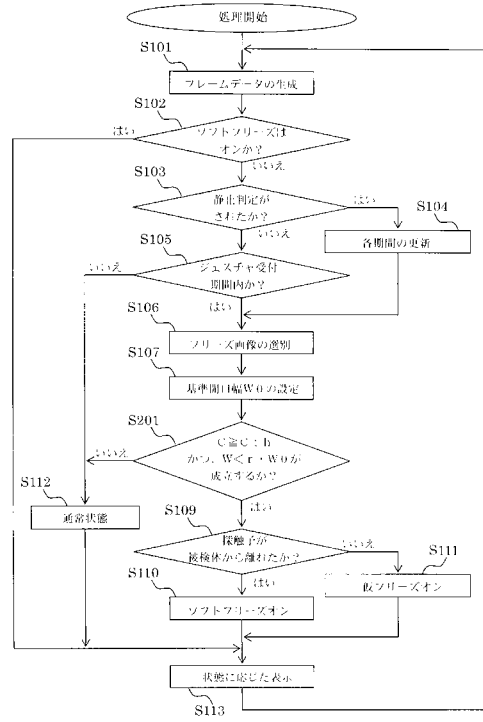 処理開始
S101
フレームデータの生成
S102
はい
ソフトフリーズは
オンか？
いいえ
S103
静止判定が
されたか？
はい
いいえ
S104
各期間の更新
S105
いいえ
ジェスチャ受付
期間内か？
はい
S106
フリーズ画像の選別
S107
基準開口幅W0の設定
S201
C≧Cth
かつ、W＜r・W0が
成立するか？
いいえ
はい
S112
通常状態
S109
探触子が
被検体から離れたか？
いいえ
はい
S111
仮フリーズオン
S110
ソフトフリーズオン
状態に応じた表示
S113